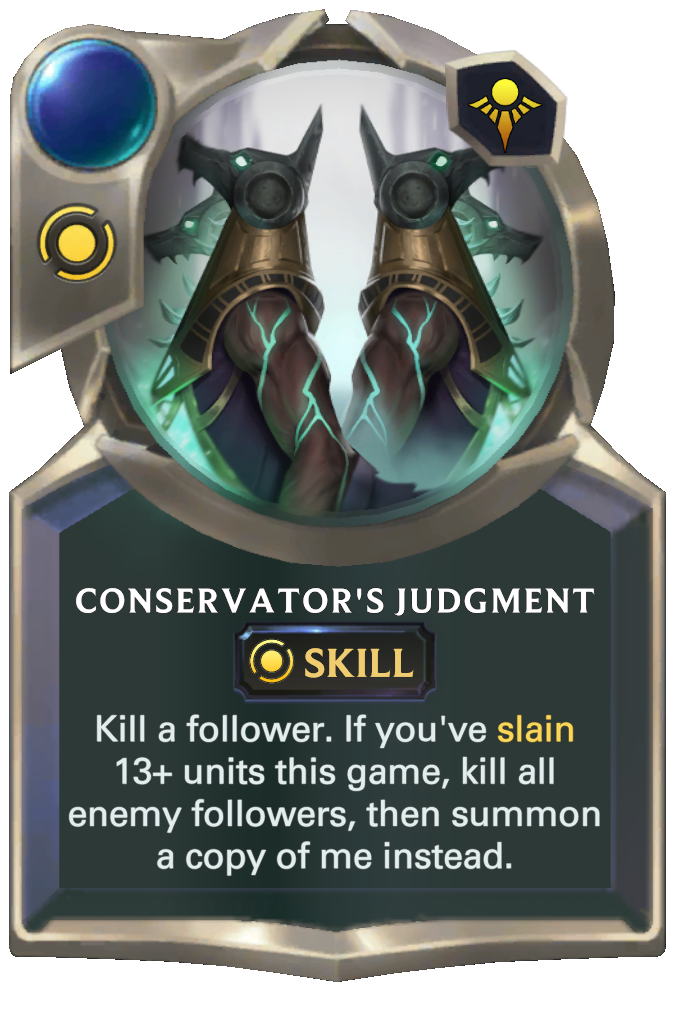 CONSERVATOR'S JUDGMENT
SKILL
Kill a follower. If you've slain
13+ units this game, kill all
enemy followers, then summon
a copy of me instead.